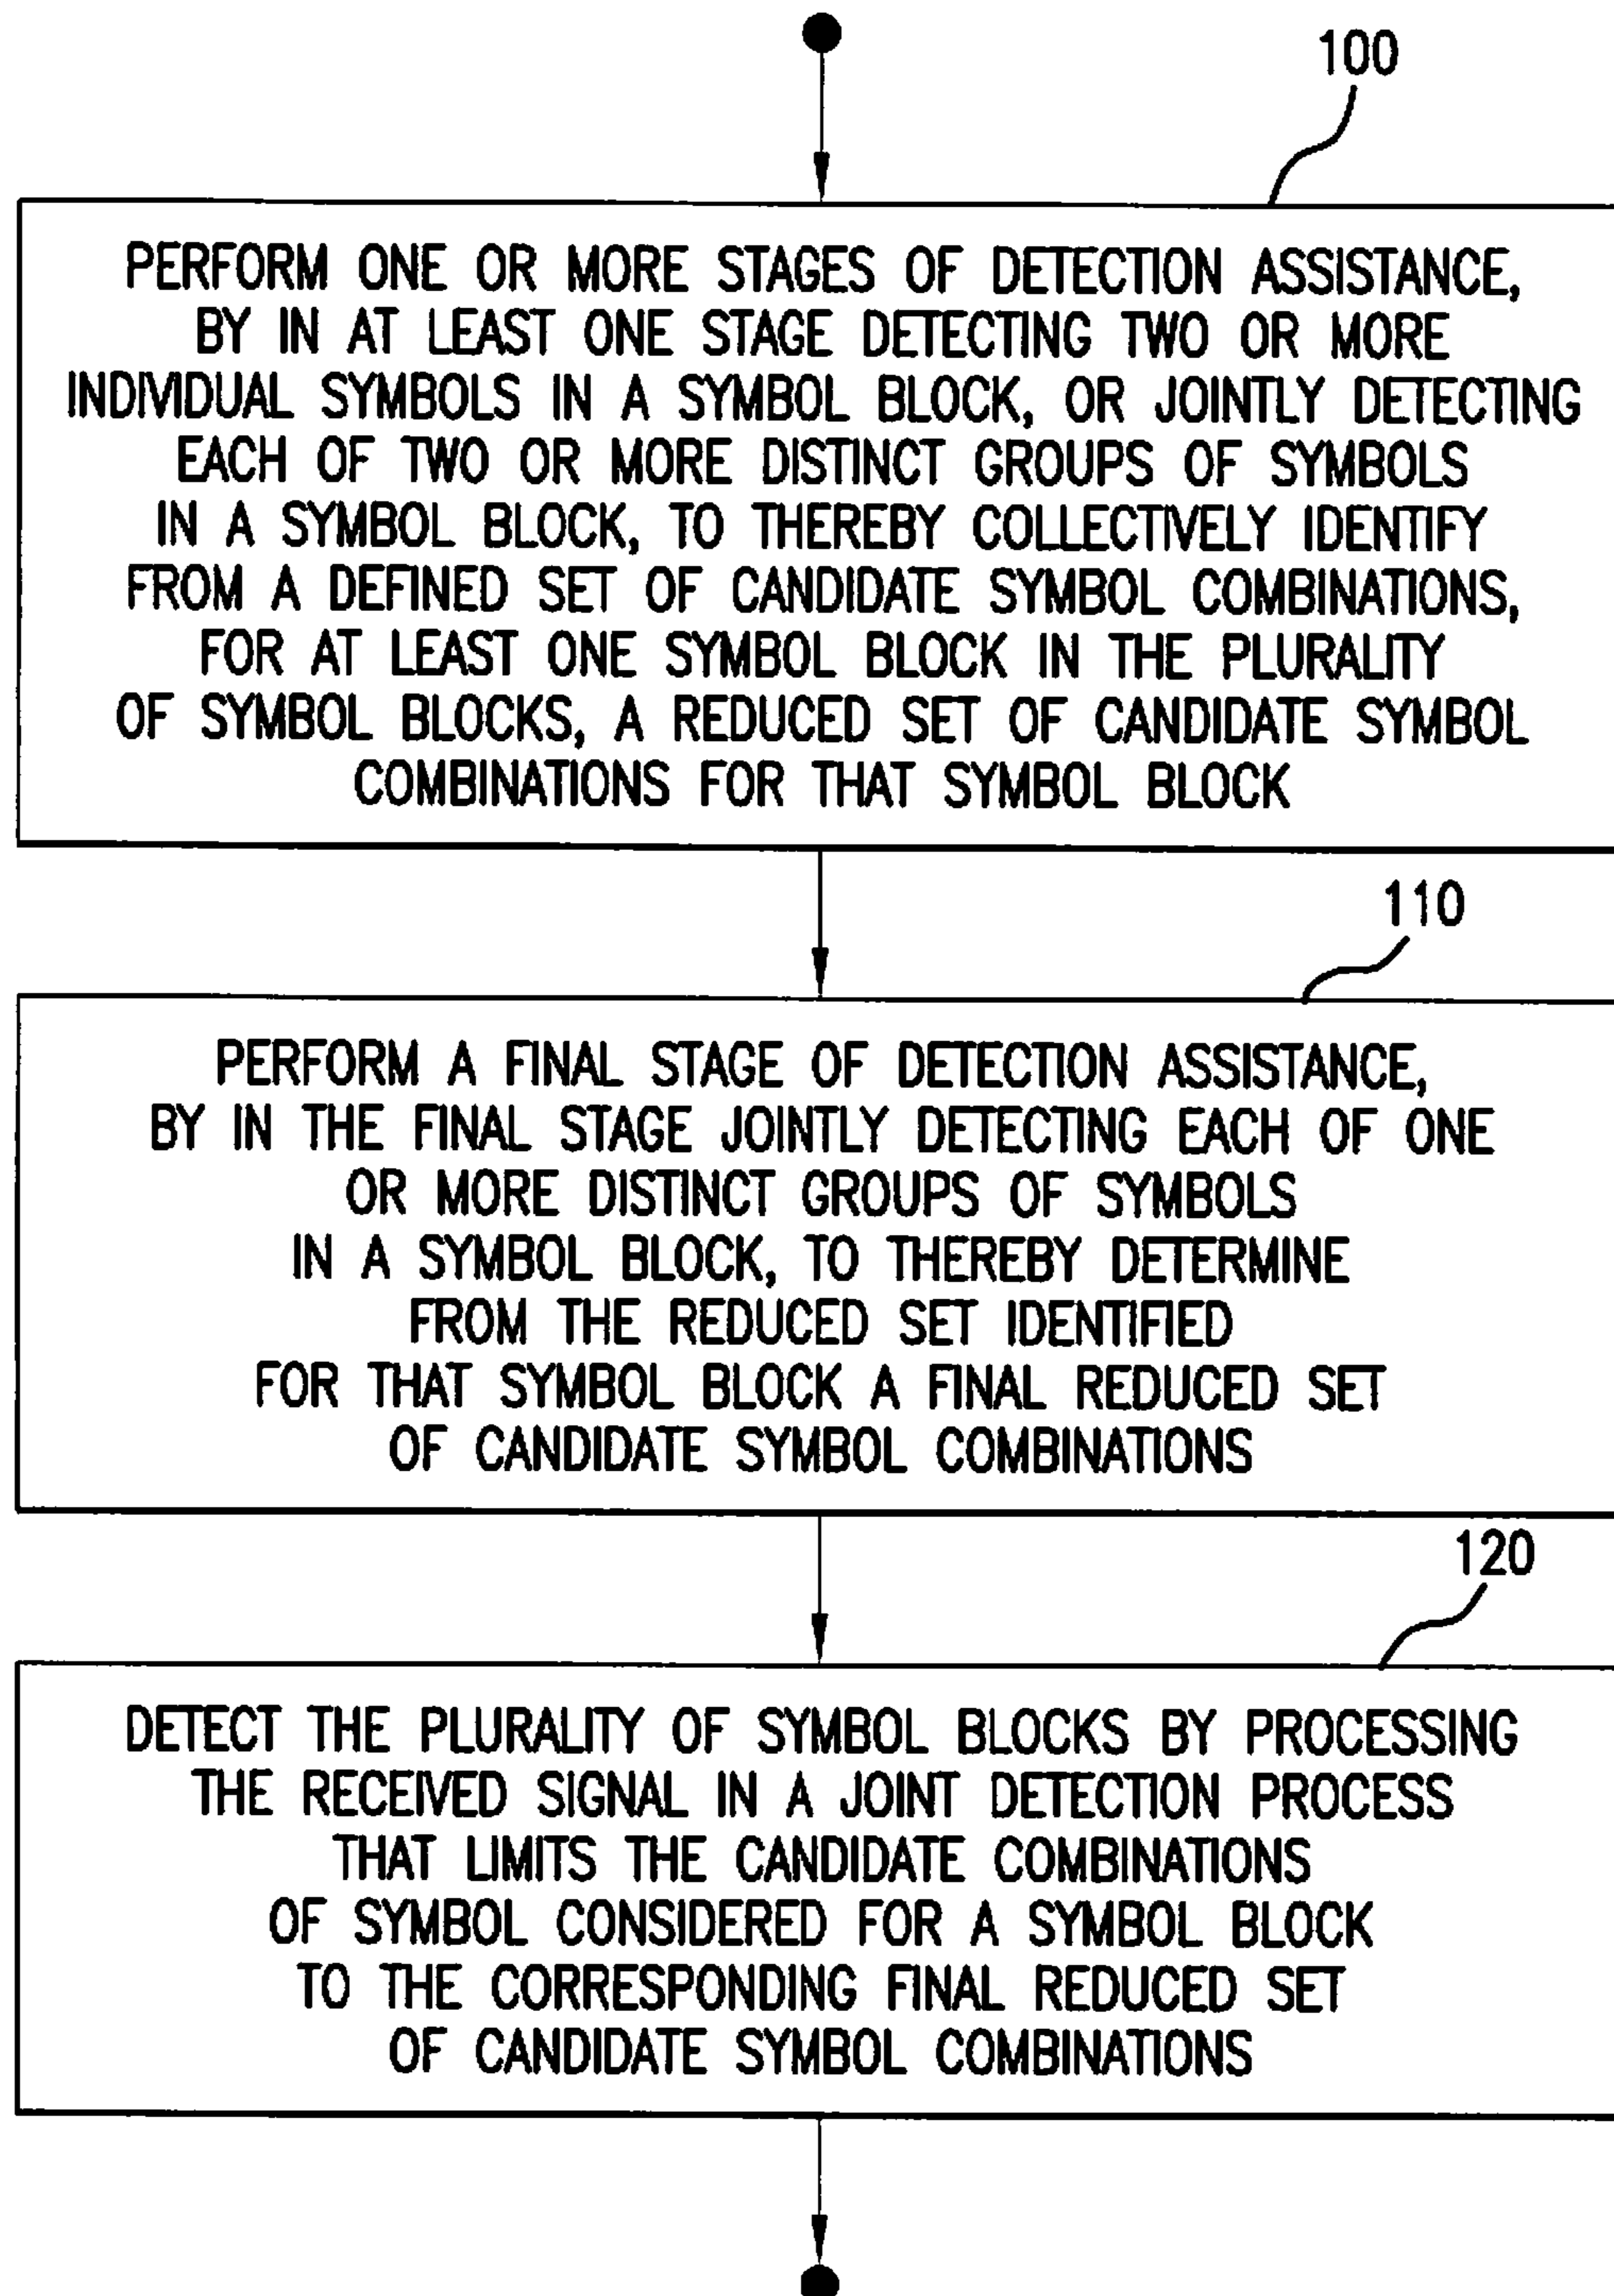 100
PERFORM ONE OR MORE STAGES OF DETECTION ASSISTANCE,
BY IN AT LEAST ONE STAGE DETECTING TWO OR MORE
INDIVIDUAL SYMBOLS IN A SYMBOL BLOCK, OR JOINTLY DETECTING
EACH OF TWO OR MORE DISTINCT GROUPS OF SYMBOLS
IN A SYMBOL BLOCK, TO THEREBY COLLECTIVELY IDENTIFY
FROM A DEFINED SET OF CANDIDATE SYMBOL COMBINATIONS,
FOR AT LEAST ONE SYMBOL BLOCK IN THE PLURALITY
OF SYMBOL BLOCKS, A REDUCED SET OF CANDIDATE SYMBOL
COMBINATIONS FOR THAT SYMBOL BLOCK
110
PERFORM A FINAL STAGE OF DETECTION ASSISTANCE,
BY IN THE FINAL STAGE JOINTLY DETECTING EACH OF ONE
OR MORE DISTINCT GROUPS OF SYMBOLS
IN A SYMBOL BLOCK, TO THEREBY DETERMINE
FROM THE REDUCED SET IDENTIFIED
FOR THAT SYMBOL BLOCK A FINAL REDUCED SET
OF CANDIDATE SYMBOL COMBINATIONS
120
DETECT THE PLURALITY OF SYMBOL BLOCKS BY PROCESSING
THE RECEIVED SIGNAL IN A JOINT DETECTION PROCESS
THAT LIMITS THE CANDIDATE COMBINATIONS
OF SYMBOL CONSIDERED FOR A SYMBOL BLOCK
TO THE CORRESPONDING FINAL REDUCED SET
OF CANDIDATE SYMBOL COMBINATIONS